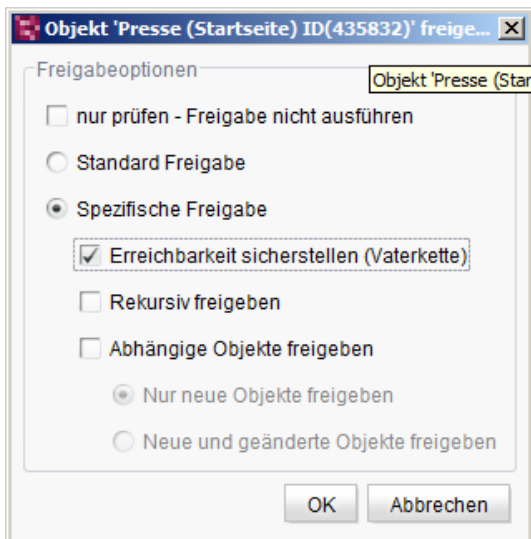 Objekt 'Presse (Startseite) ID(435832)' freige...
Freigabeoptionen
Objekt 'Presse (Star
nur prüfen - Freigabe nicht ausführen
Standard Freigabe
Spezifische Freigabe
Erreichbarkeit sicherstellen (Vaterkette)
Rekursiv freigeben
Abhängige Objekte freigeben
Nur neue Objekte freigeben
Neue und geänderte Objekte freigeben
OK Abbrechen